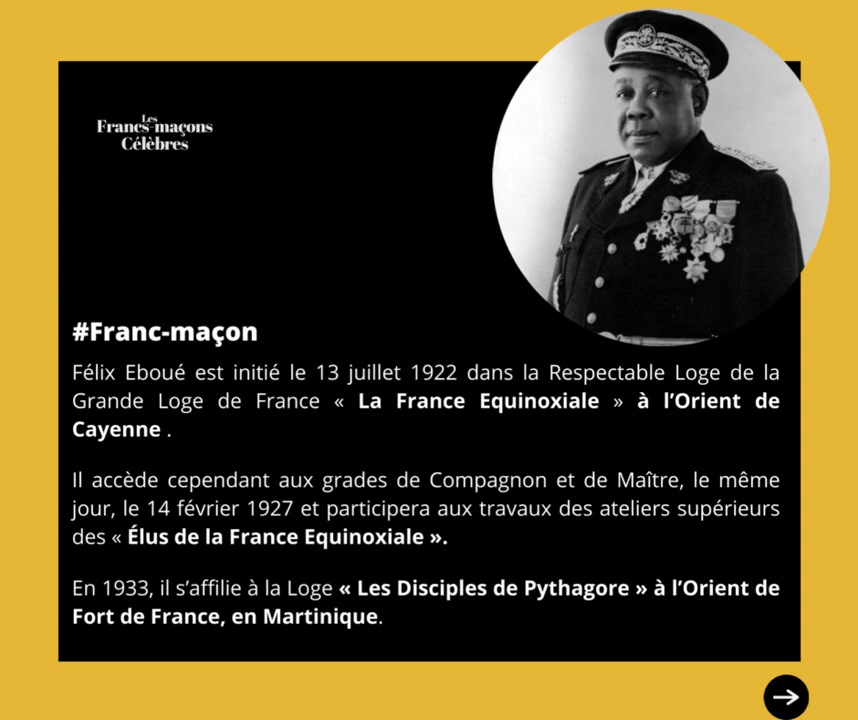 Les
Francs-maçons
Célèbres
#Franc-maçon
Félix Eboué est initié le 13 juillet 1922 dans la Respectable Loge de la
Grande Loge de France « La France Equinoxiale » à l’Orient de
Cayenne .
Il accède cependant aux grades de Compagnon et de Maître, le même
jour, le 14 février 1927 et participera aux travaux des ateliers supérieurs
des « Élus de la France Equinoxiale ».
En 1933, il s’affilie à la Loge « Les Disciples de Pythagore » à l’Orient de
Fort de France, en Martinique.